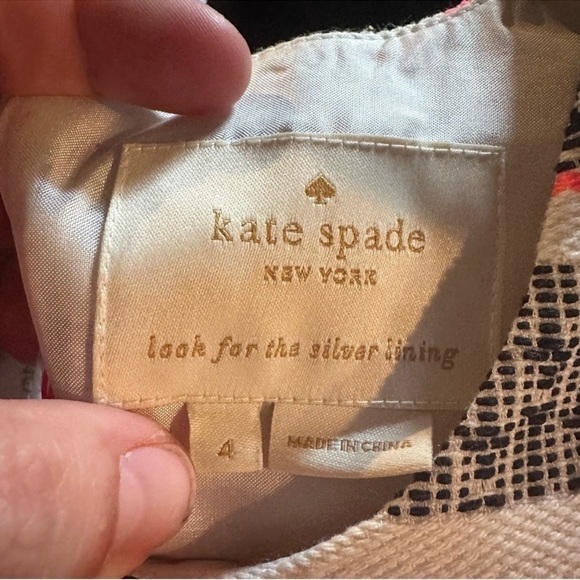 kate spade
NEW YORK
look for the silver lining
4
MADE IN CHINA